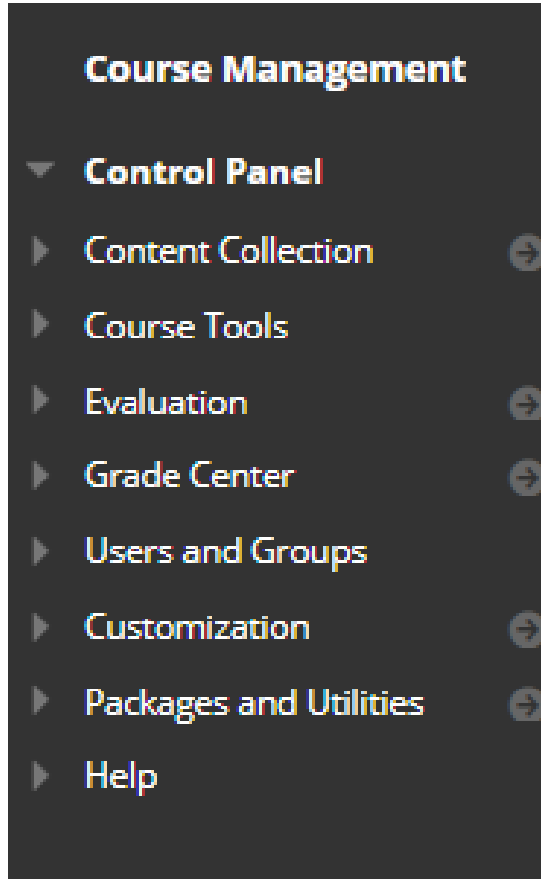 Course Management
Control Panel
Content Collection
Course Tools
Evaluation
Grade Center
Users and Groups
Customization
Packages and Utilities
Help